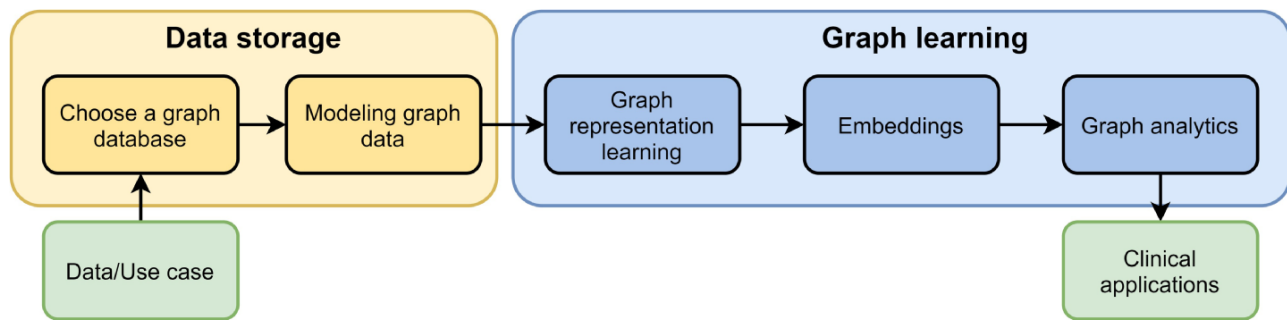 Data storage
Graph learning
Choose a graph
database
Modeling graph
data
Graph
representation
learning
Embeddings
Graph analytics
Data/Use case
Clinical
applications